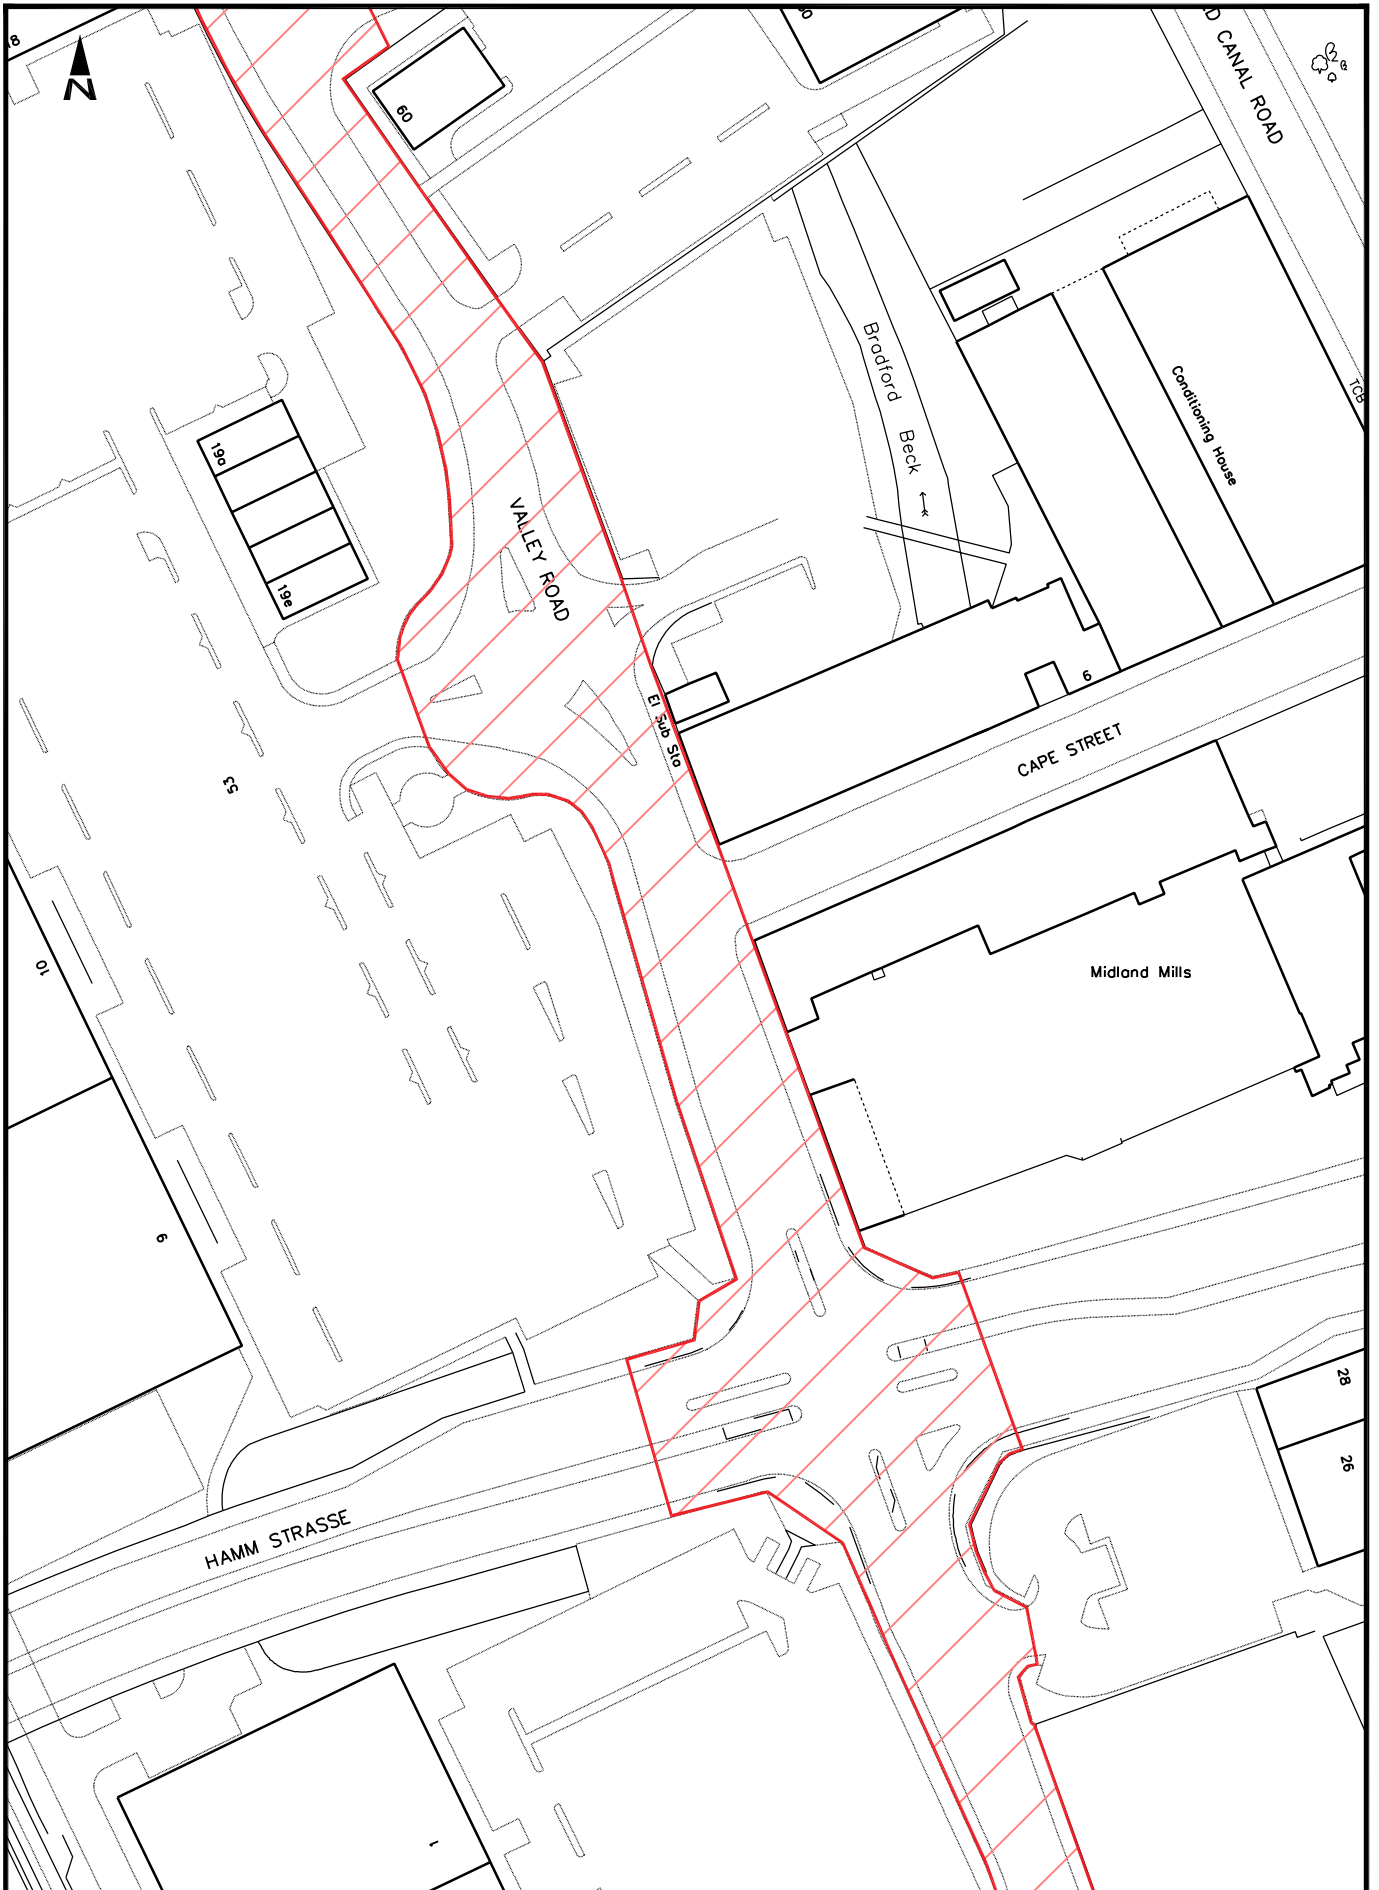 18
N
60
D CANAL ROAD
Bradford Beck
Conditioning House
TCB
19a
19e
VALLEY ROAD
El Sub Sta
6
CAPE STREET
53
Midland Mills
10
9
28
26
HAMM STRASSE
1